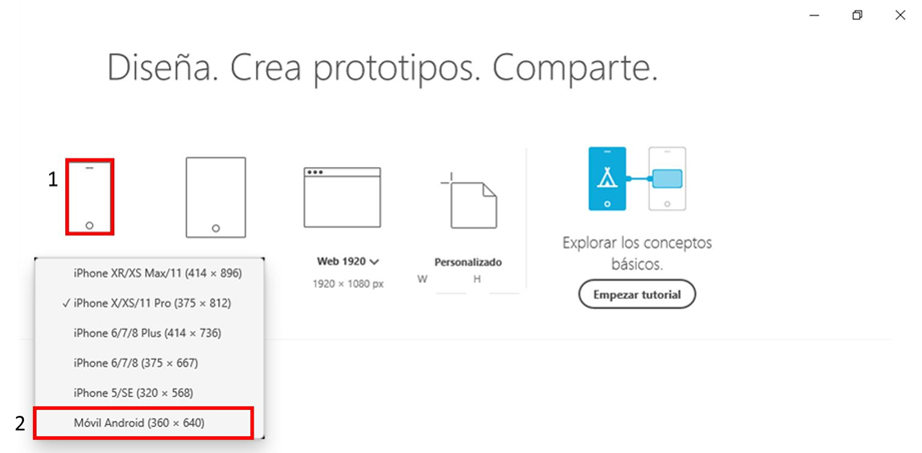 Diseña. Crea prototipos. Comparte.
1
Web 1920
1920 × 1080 px
Personalizado
W
H
Explorar los conceptos
básicos.
Empezar tutorial
iPhone XR/XS Max/11 (414 × 896)
✓ iPhone X/XS/11 Pro (375 × 812)
iPhone 6/7/8 Plus (414 × 736)
iPhone 6/7/8 (375 × 667)
iPhone 5/SE (320 × 568)
2
Móvil Android (360 × 640)